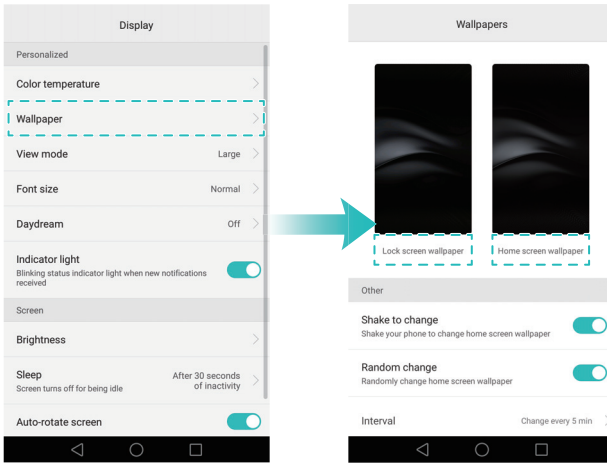 Display
Personalized
Color temperature
Wallpaper
View mode Large
Font size Normal
Daydream Off
Indicator light
Blinking status indicator light when new notifications
received
Screen
Brightness
Sleep
Screen turns off for being idle
After 30 seconds
of inactivity
Auto-rotate screen
Wallpapers
Lock screen wallpaper Home screen wallpaper
Other
Shake to change
Shake your phone to change home screen wallpaper
Random change
Randomly change home screen wallpaper
Interval Change every 5 min